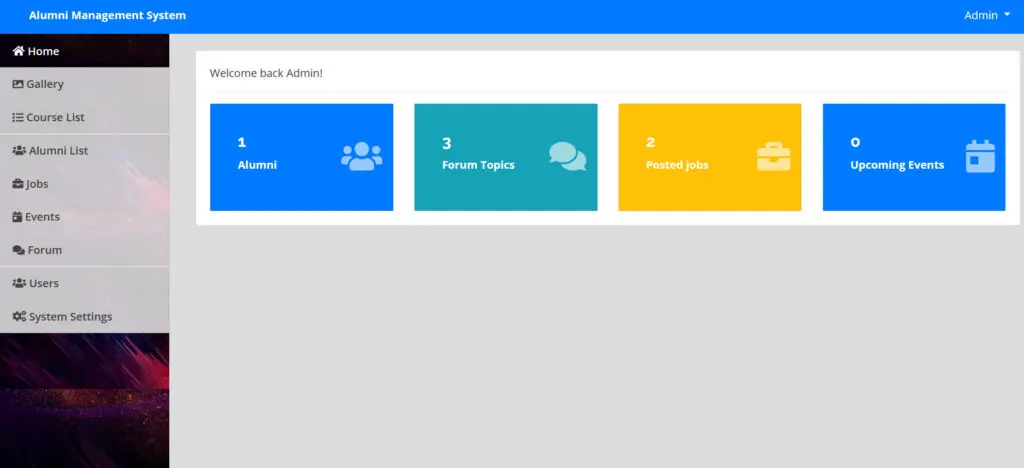 Alumni Management System
Admin
Home
Gallery
Course List
Alumni List
Jobs
Events
Forum
Users
System Settings
Welcome back Admin!
1
Alumni
3
Forum Topics
2
Posted jobs
0
Upcoming Events